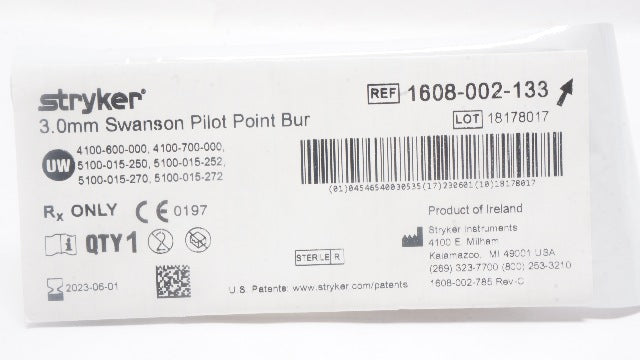 stryker®
3.0mm Swanson Pilot Point Bur
REF 1608-002-133
LOT 18178017
UW
4100-600-000, 4100-700-000,
5100-015-250, 5100-015-252,
5100-015-270, 5100-015-272
(01)04546540030535(17)230601(10)18178017
Rx ONLY CE 0197
QTY 1
2
STERILE R
2023-06-01
U.S. Patents: www.stryker.com/patents
Product of Ireland
Stryker Instruments
4100 E. Milham
Kalamazoo, MI 49001 USA
(269) 323-7700 (800) 253-3210
1608-002-785 Rev-C